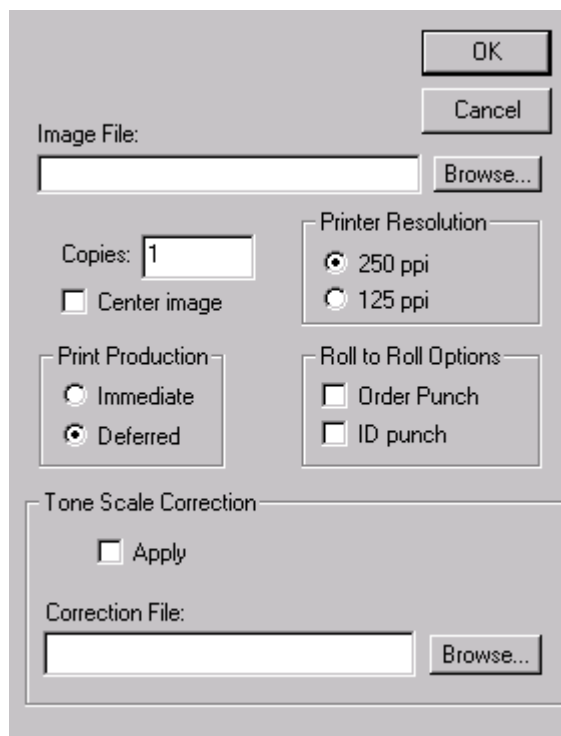 OK
Cancel
Image File:
Browse...
Printer Resolution
Copies: 1
250 ppi
Center image
125 ppi
Print Production
Roll to Roll Options
Immediate
Order Punch
Deferred
ID punch
Tone Scale Correction
Apply
Correction File:
Browse...